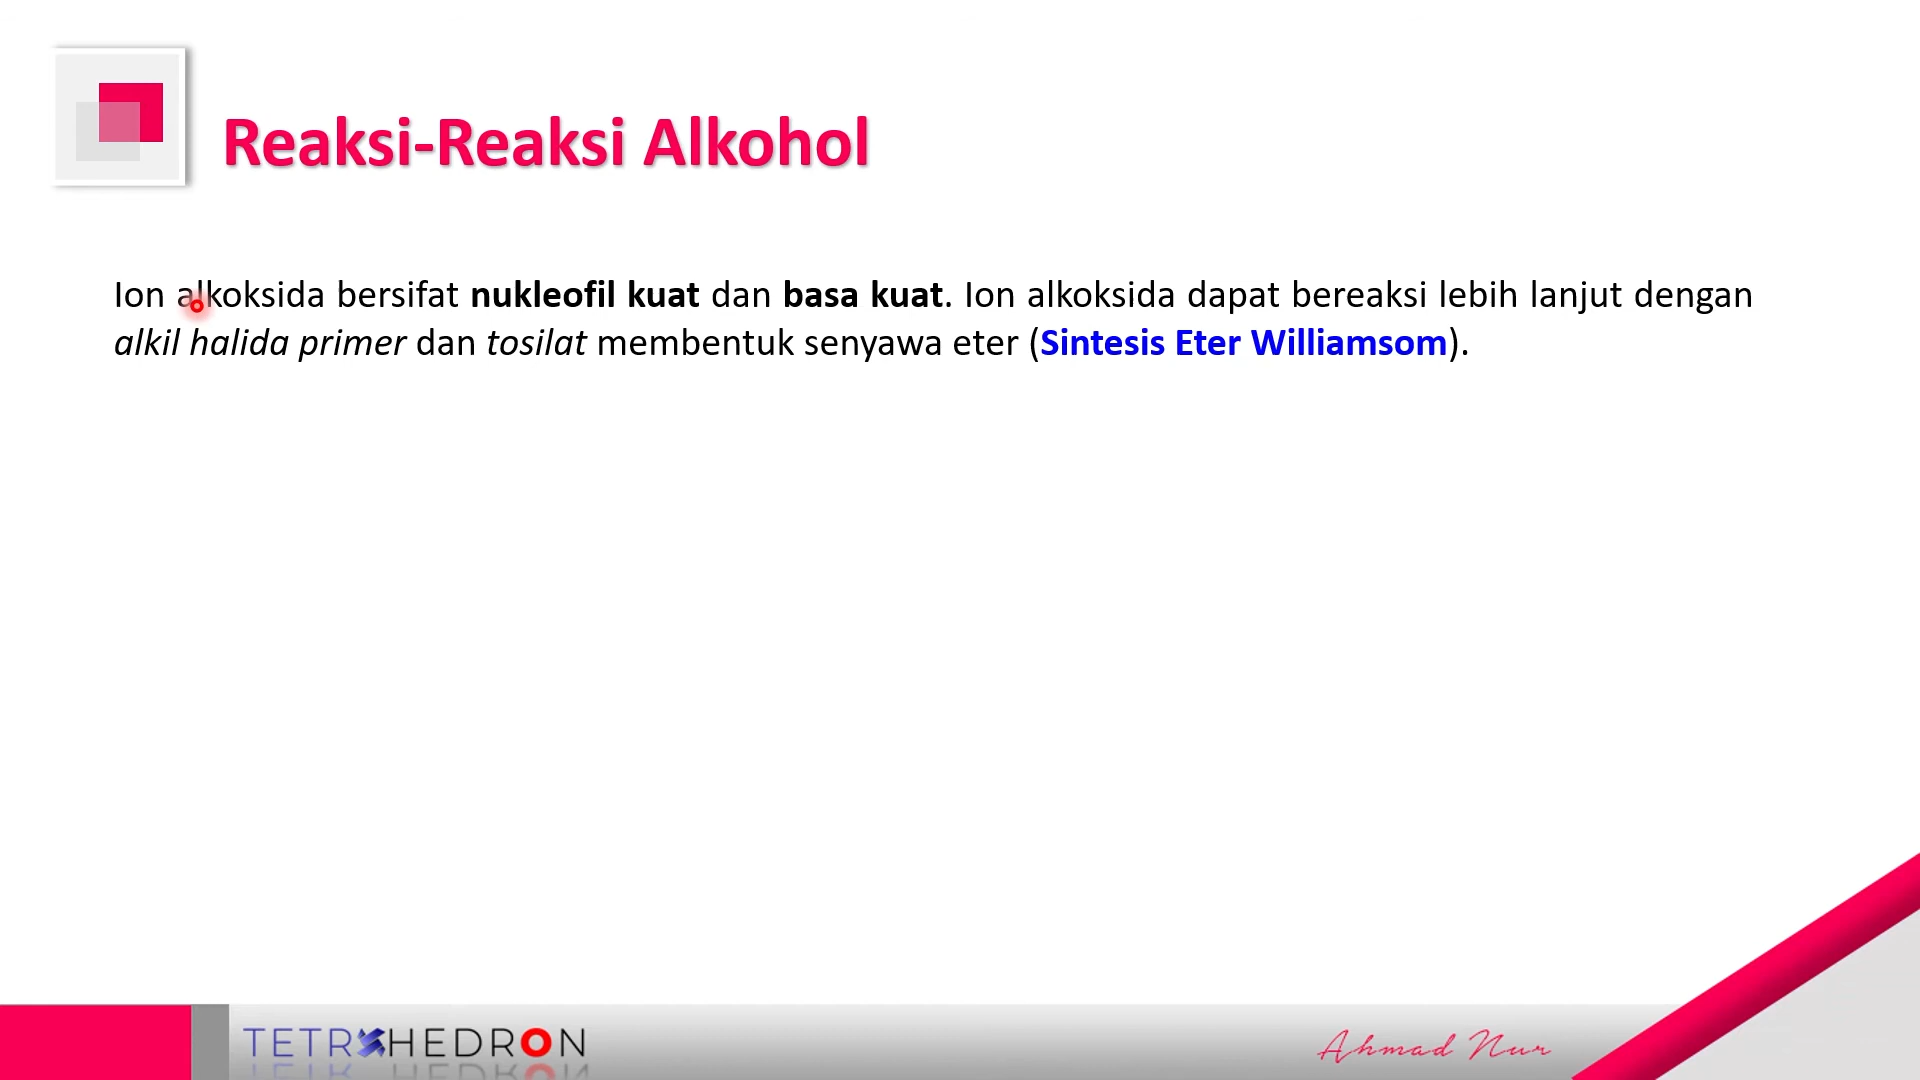 Reaksi-Reaksi Alkohol
Ion alkoksida bersifat nukleofil kuat dan basa kuat. Ion alkoksida dapat bereaksi lebih lanjut dengan
alkil halida primer dan tosilat membentuk senyawa eter (Sintesis Eter Williamsom).
TETRAHEDRON
Ahmad Nur